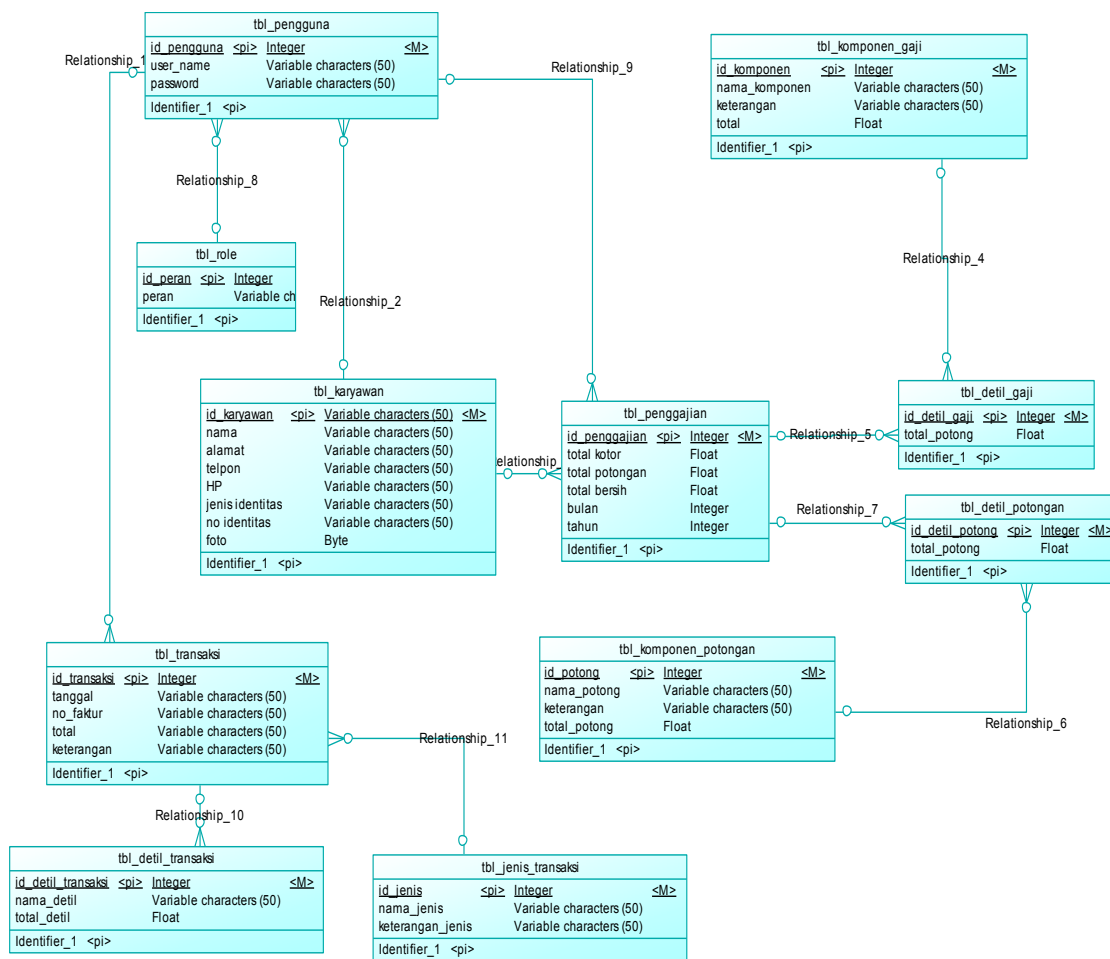 tbl_pengguna
id_pengguna <pi> Integer <M>
user_name Variable characters (50)
password Variable characters (50)
Identifier_1 <pi>
Relationship_1
Relationship_9
tbl_komponen_gaji
id_komponen <pi> Integer <M>
nama_komponen Variable characters (50)
keterangan Variable characters (50)
total Float
Identifier_1 <pi>
Relationship_8
tbl_role
id_peran <pi> Integer
peran Variable ch
Identifier_1 <pi>
Relationship_2
Relationship_4
tbl_karyawan
id_karyawan <pi> Variable characters (50) <M>
nama Variable characters (50)
alamat Variable characters (50)
telpon Variable characters (50)
HP Variable characters (50)
jenis identitas Variable characters (50)
no identitas Variable characters (50)
foto Byte
Identifier_1 <pi>
Relationship_
tbl_penggajian
id_penggajian <pi> Integer <M>
total kotor Float
total potongan Float
total bersih Float
bulan Integer
tahun Integer
Identifier_1 <pi>
Relationship_5
tbl_detil_gaji
id_detil_gaji <pi> Integer <M>
total_potong Float
Identifier_1 <pi>
Relationship_7
tbl_detil_potongan
id_detil_potong <pi> Integer <M>
total_potong Float
Identifier_1 <pi>
tbl_transaksi
id_transaksi <pi> Integer <M>
tanggal Variable characters (50)
no_faktur Variable characters (50)
total Variable characters (50)
keterangan Variable characters (50)
Identifier_1 <pi>
tbl_komponen_potongan
id_potong <pi> Integer <M>
nama_potong Variable characters (50)
keterangan Variable characters (50)
total_potong Float
Identifier_1 <pi>
Relationship_6
Relationship_11
Relationship_10
tbl_detil_transaksi
id_detil_transaksi <pi> Integer <M>
nama_detil Variable characters (50)
total_detil Float
Identifier_1 <pi>
tbl_jenis_transaksi
id_jenis <pi> Integer <M>
nama_jenis Variable characters (50)
keterangan_jenis Variable characters (50)
Identifier_1 <pi>